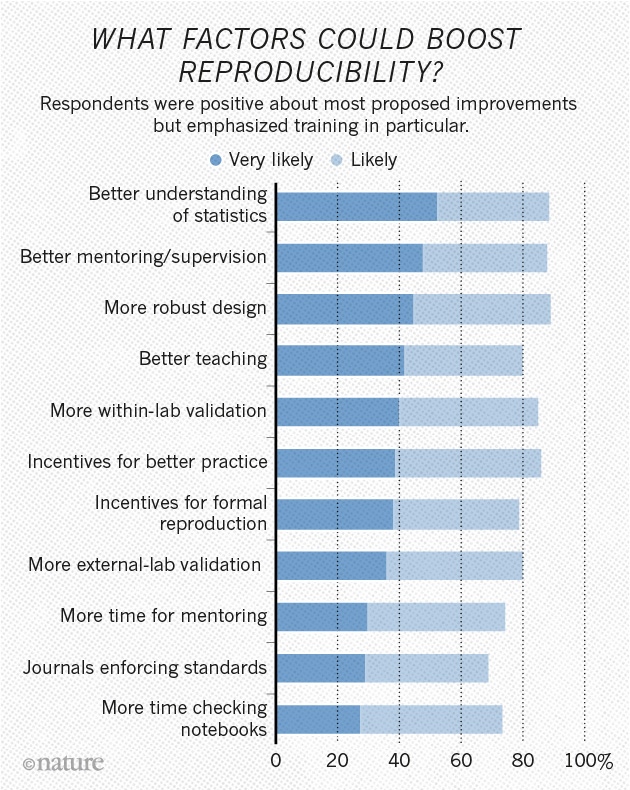 WHAT FACTORS COULD BOOST
REPRODUCIBILITY?
Respondents were positive about most proposed improvements
but emphasized training in particular.
Very likely Likely
Better understanding
of statistics
Better mentoring/supervision
More robust design
Better teaching
More within-lab validation
Incentives for better practice
Incentives for formal
reproduction
More external-lab validation
More time for mentoring
Journals enforcing standards
More time checking
notebooks
0 20 40 60 80 100%
©nature